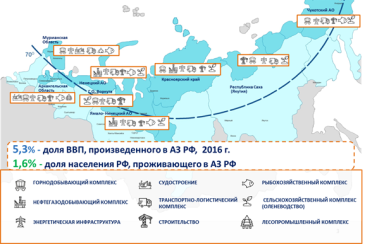 Чукотский АО
Мурманская
Область
70°
Ненецкий АО
Архангельская
Область
Красноярский край
Республика Саха
(Якутия)
Ямало-Ненецкий АО
5,3% - доля ВВП, произведенного в АЗ РФ, 2016 г.
1,6% - доля населения РФ, проживающего в АЗ РФ
ГОРНОДОБЫВАЮЩИЙ КОМПЛЕКС
СУДОСТРОЕНИЕ
РЫБОХОЗЯЙСТВЕННЫЙ КОМПЛЕКС
НЕФТЕГАЗОДОБЫВАЮЩИЙ КОМПЛЕКС
ТРАНСПОРТНО-ЛОГИСТИЧЕСКИЙ
КОМПЛЕКС
СЕЛЬСКОХОЗЯЙСТВЕННЫЙ КОМПЛЕКС
(ОЛЕНЕВОДСТВО)
ЭНЕРГЕТИЧЕСКАЯ ИНФРАСТРУКТУРА
СТРОИТЕЛЬСТВО
ЛЕСОПРОМЫШЛЕННЫЙ КОМПЛЕКС